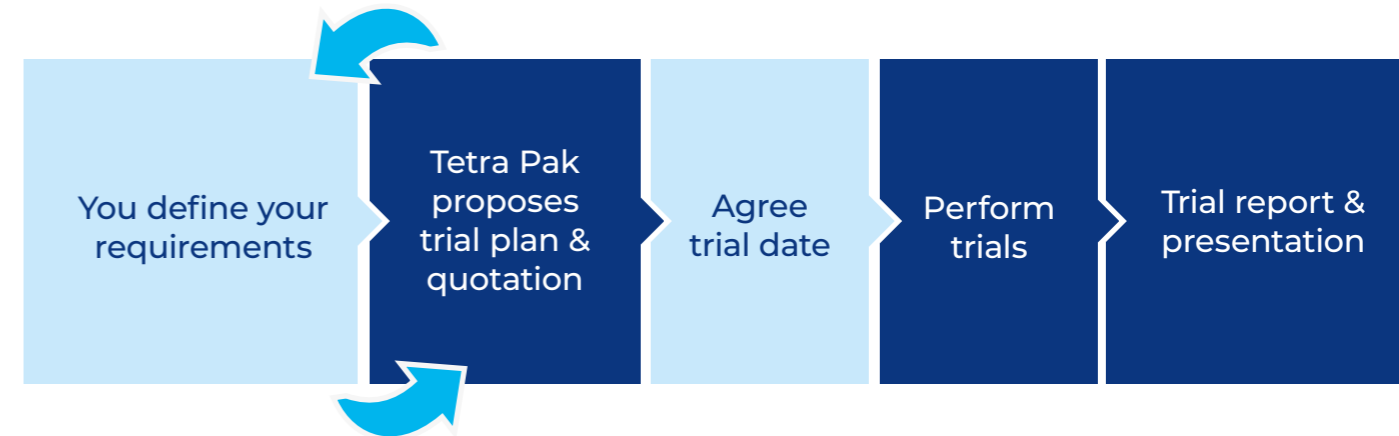 You define your
requirements
Tetra Pak
proposes
trial plan &
quotation
Agree
trial date
Perform
trials
Trial report &
presentation